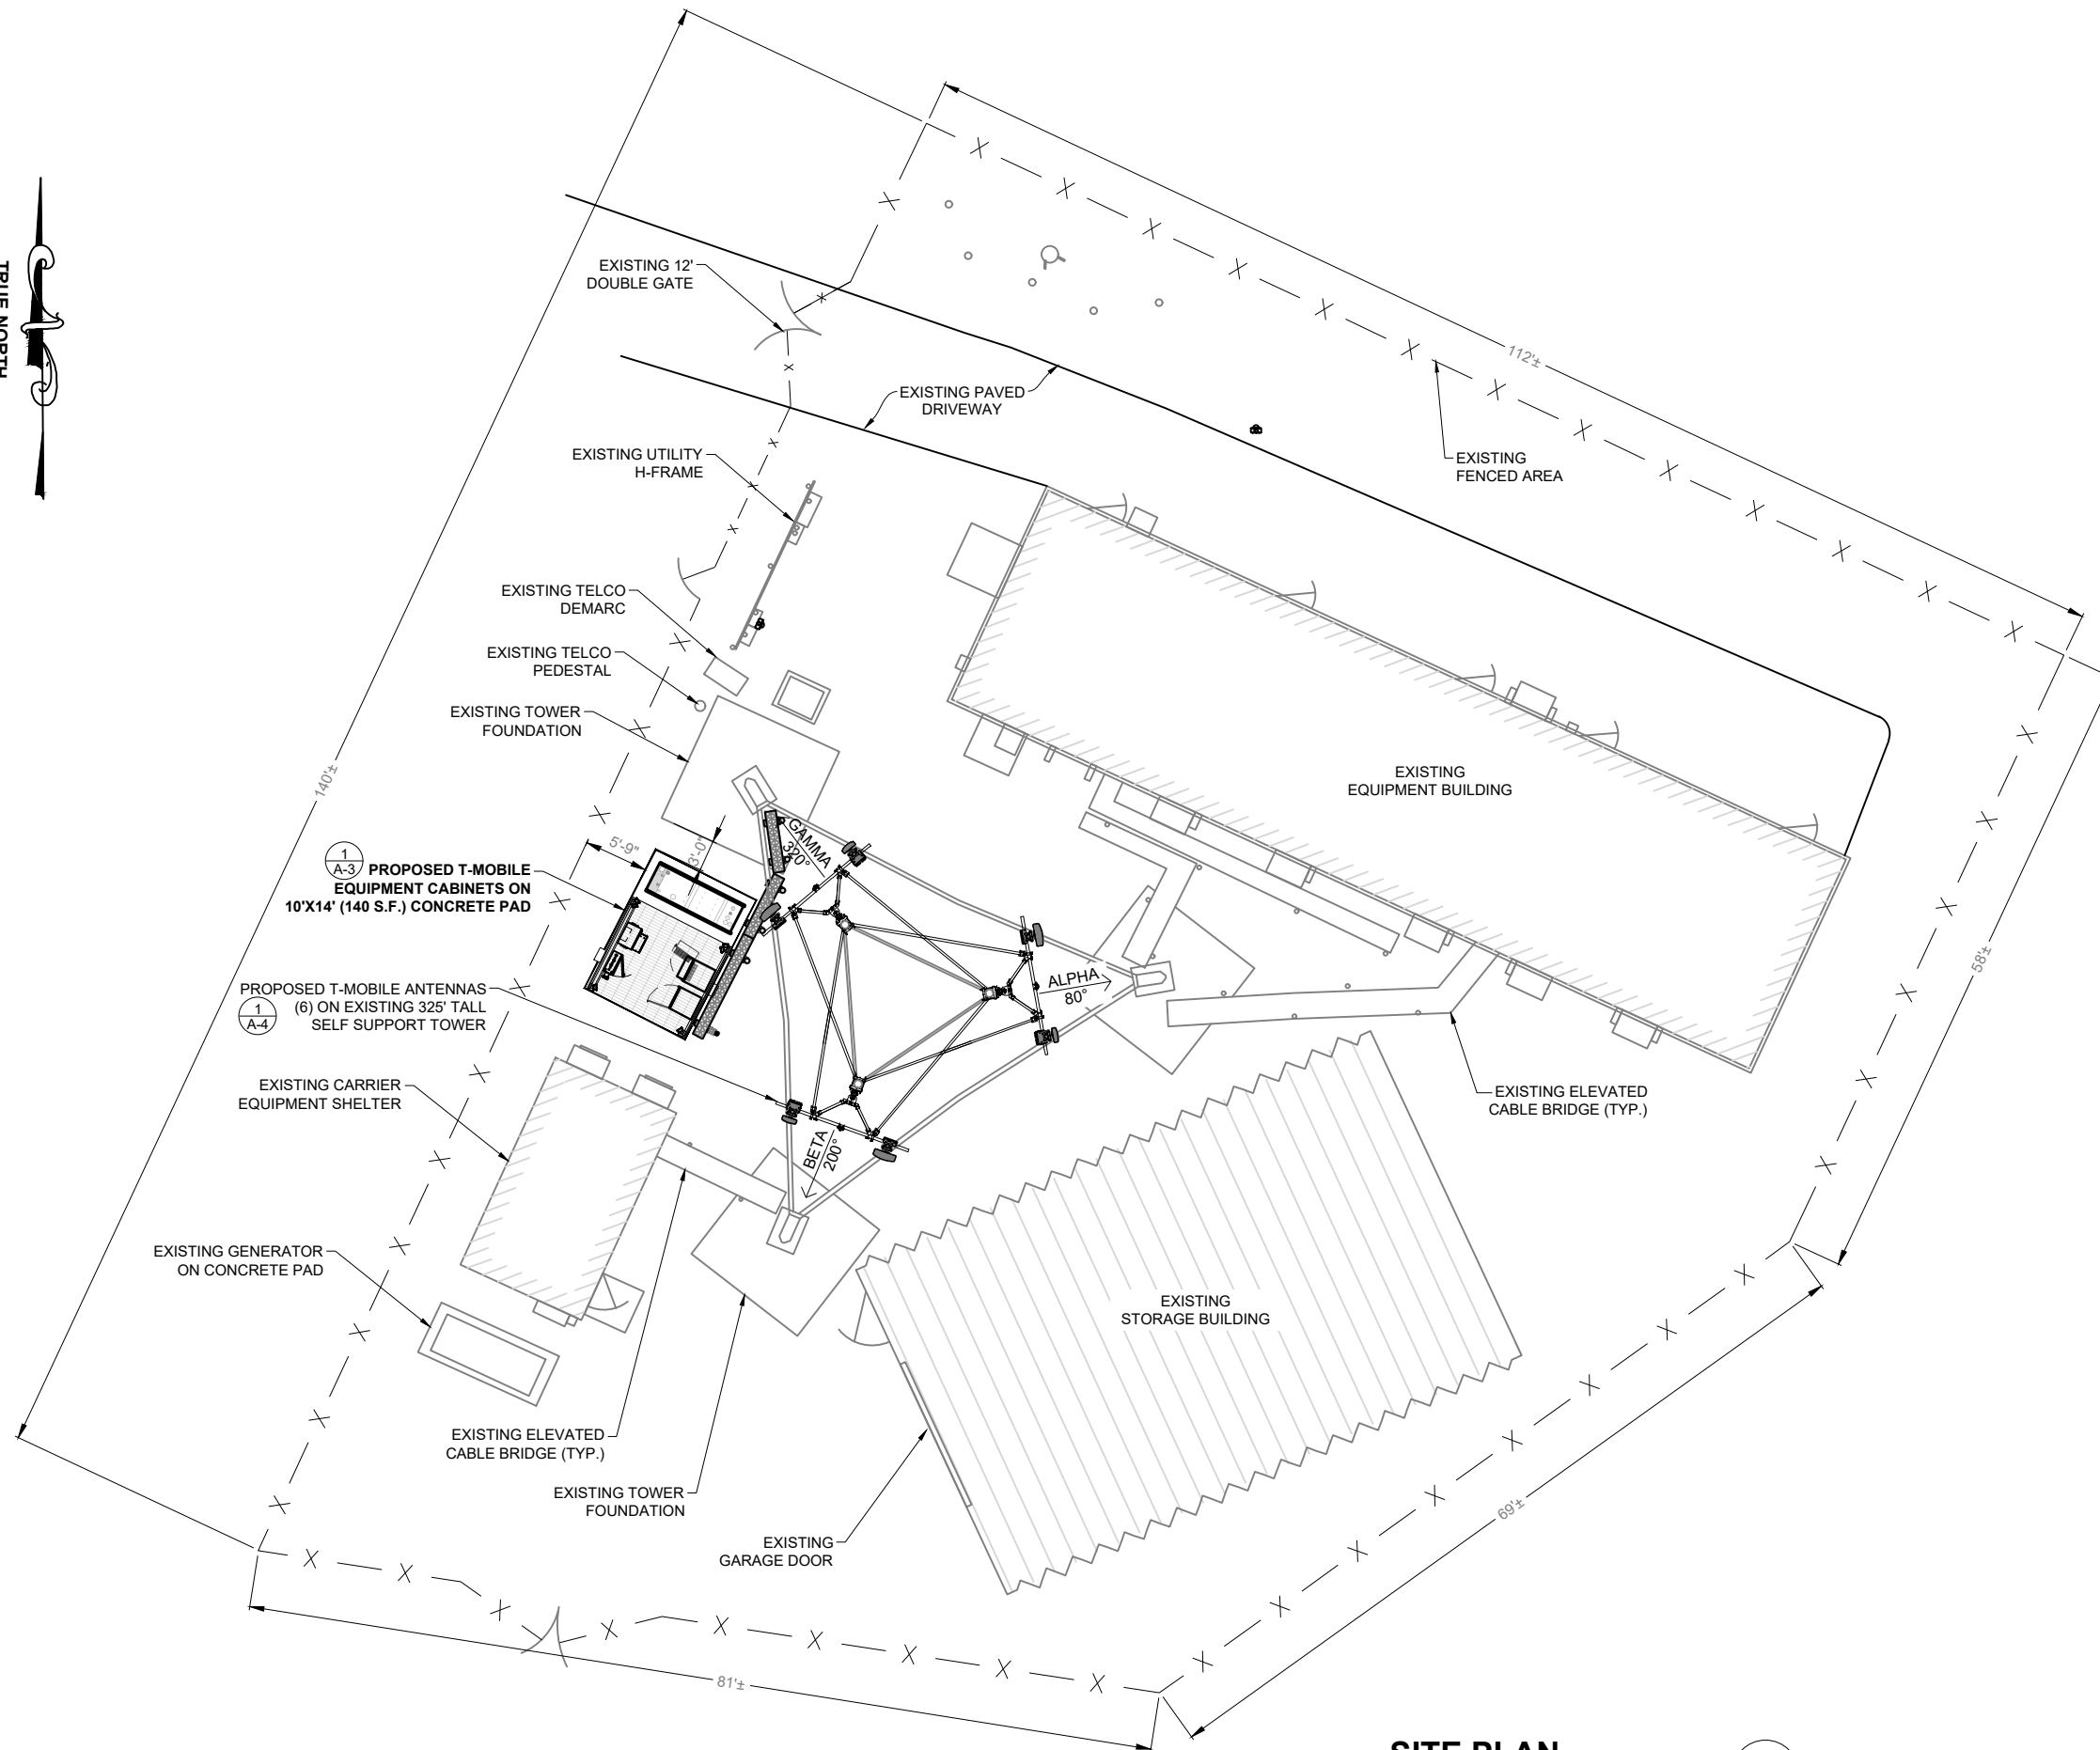 TRUE NORTH
EXISTING 12'
DOUBLE GATE
112'±
EXISTING PAVED
DRIVEWAY
EXISTING UTILITY
H-FRAME
EXISTING
FENCED AREA
EXISTING TELCO
DEMARC
EXISTING TELCO
PEDESTAL
EXISTING TOWER
FOUNDATION
140'±
EXISTING
EQUIPMENT BUILDING
5'-9"
3'-0"
GAMMA
320°
1
A-3
PROPOSED T-MOBILE
EQUIPMENT CABINETS ON
10'X14' (140 S.F.) CONCRETE PAD
ALPHA
80°
58'±
PROPOSED T-MOBILE ANTENNAS
(6) ON EXISTING 325' TALL
SELF SUPPORT TOWER
1
A-4
EXISTING CARRIER
EQUIPMENT SHELTER
EXISTING ELEVATED
CABLE BRIDGE (TYP.)
BETA
200°
EXISTING GENERATOR
ON CONCRETE PAD
EXISTING
STORAGE BUILDING
EXISTING ELEVATED
CABLE BRIDGE (TYP.)
EXISTING TOWER
FOUNDATION
EXISTING
GARAGE DOOR
69'±
81'±
SITE PLAN